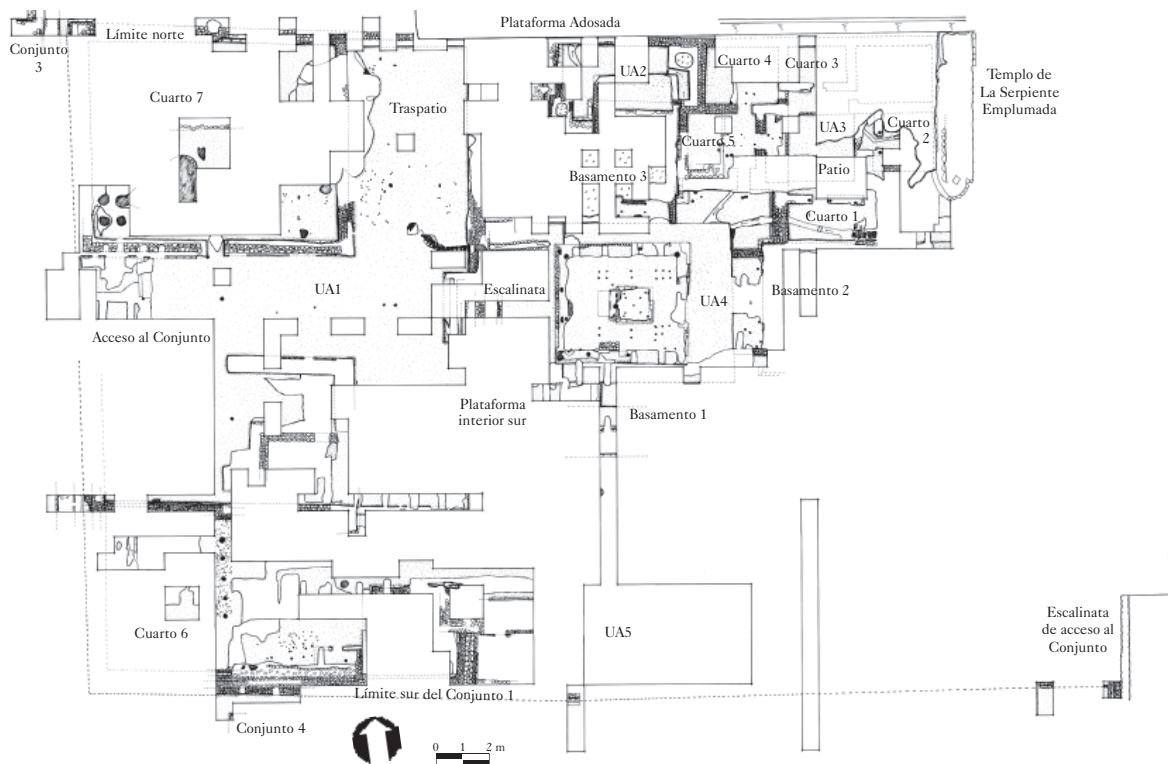 Plataforma Adosada
Límite norte
Conjunto
3
Cuarto 7
Traspatio
UA2
Cuarto 4
Cuarto 3
Templo de
La Serpiente
Emplumada
Cuarto
2
UA3
Cuarto 5
Patio
Basamento 3
Cuarto 1
UA1
Escalinata
UA4
Basamento 2
Acceso al Conjunto
Plataforma
interior sur
Basamento 1
Cuarto 6
UA5
Escalinata
de acceso al
Conjunto
Límite sur del Conjunto 1
Conjunto 4
0 1 2 m